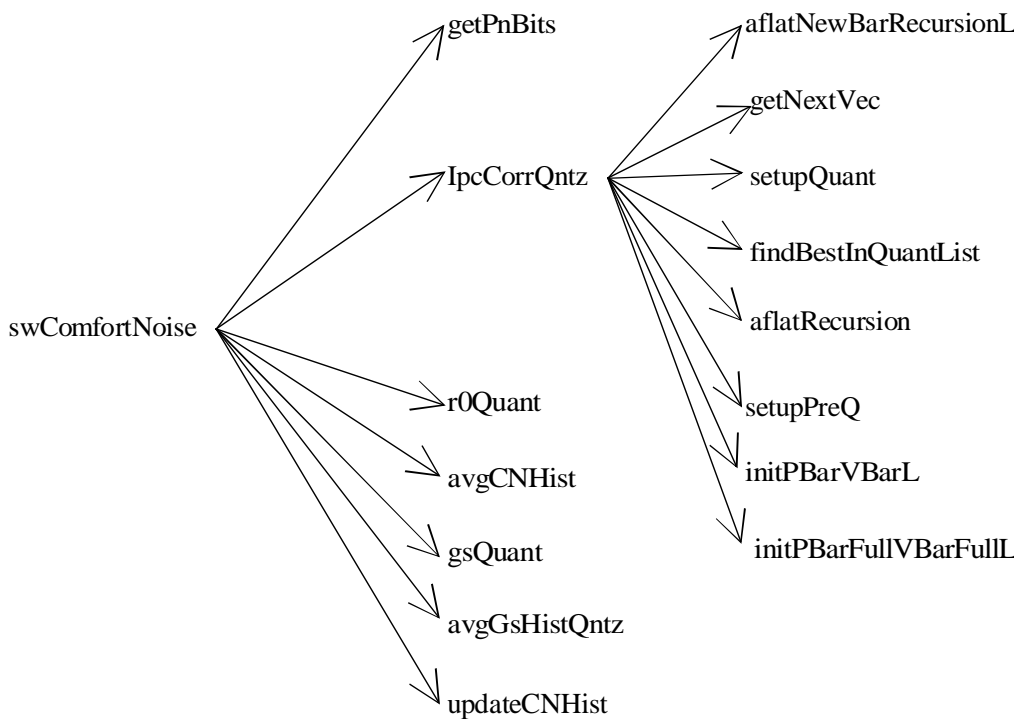 swComfortNoise
getPnBits
IpcCorrQntz
r0Quant
avgCNHist
gsQuant
avgGsHistQntz
updateCNHist
aflatNewBarRecursionL
getNextVec
setupQuant
findBestInQuantList
aflatRecursion
setupPreQ
initPBarVBarL
initPBarFullVBarFullL